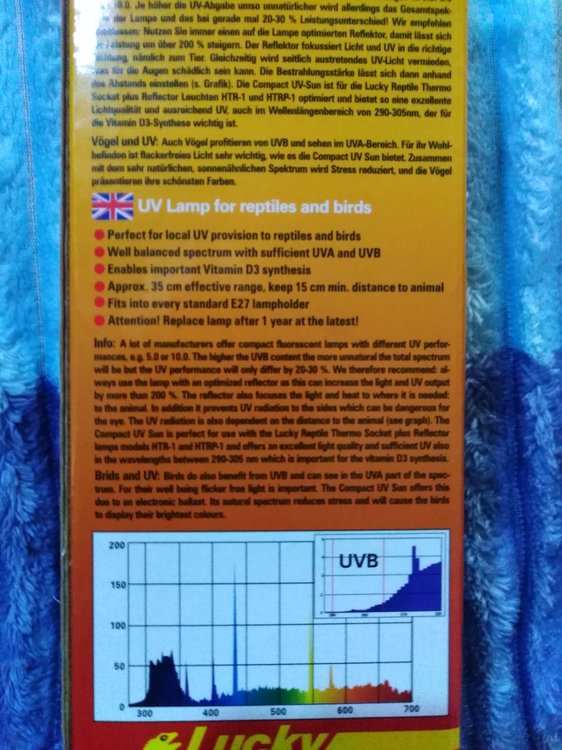 10.0. Je höher die UV-Abgabe umso unnatürlicher wird allerdings das Gesamtspek-
der Lampe und das bei gerade mal 20-30 % Leistungsunterschied! Wir empfehlen
Nutzen Sie immer einen auf die Lampe optimierten Reflektor, damit lässt sich
um über 200 % steigern. Der Reflektor fokussiert Licht und UV in die richtige
nämlich zum Tier. Gleichzeitig wird seitlich austretendes UV-Licht vermieden,
für die Augen schädlich sein kann. Die Bestrahlungsstärke lässt sich dann anhand
Abstands einstellen (s. Grafik). Die Compact UV-Sun ist für die Lucky Reptile Thermo
Socket plus Reflector Leuchten HTR-1 und HTRP-1 optimiert und bietet so eine exzellente
Lichtqualität und ausreichend UV, auch im Wellenlängenbereich von 290-305nm, der für
die Vitamin D3-Synthese wichtig ist.
Vögel und UV: Auch Vögel profitieren von UVB und sehen im UVA-Bereich. Für ihr Wohl-
befinden ist flackerfreies Licht sehr wichtig, wie es die Compact UV Sun bietet. Zusammen
mit dem sehr natürlichen, sonnenähnlichen Spektrum wird Stress reduziert, und die Vögel
präsentieren ihre schönsten Farben.
UV Lamp for reptiles and birds
Perfect for local UV provision to reptiles and birds
Well balanced spectrum with sufficient UVA and UVB
Enables important Vitamin D3 synthesis
Approx. 35 cm effective range, keep 15 cm min. distance to animal
Fits into every standard E27 lampholder
Attention! Replace lamp after 1 year at the latest!
Info: A lot of manufacturers offer compact fluorescent lamps with different UV perfor-
mances, e.g. 5.0 or 10.0. The higher the UVB content the more unnatural the total spectrum
will be but the UV performance will only differ by 20-30 %. We therefore recommend: al-
ways use the lamp with an optimized reflector as this can increase the light and UV output
by more than 200 %. The reflector also focuses the light and heat to where it is needed:
to the animal. In addition it prevents UV radiation to the sides which can be dangerous for
the eye. The UV radiation is also dependent on the distance to the animal (see graph). The
Compact UV Sun is perfect for use with the Lucky Reptile Thermo Socket plus Reflector
lamps models HTR-1 and HTRP-1 and offers an excellent light quality and sufficient UV also
in the wavelengths between 290-305 nm which is important for the vitamin D3 synthesis.
Brids and UV: Birds do also benefit from UVB and can see in the UVA part of the spec-
trum. For their well being flicker free light is important. The Compact UV Sun offers this
due to an electronic ballast. Its natural spectrum reduces stress and will cause the birds
to display their brightest colours.
200
150
100
50
0
300
400
500
600
700
UVB
Lucky